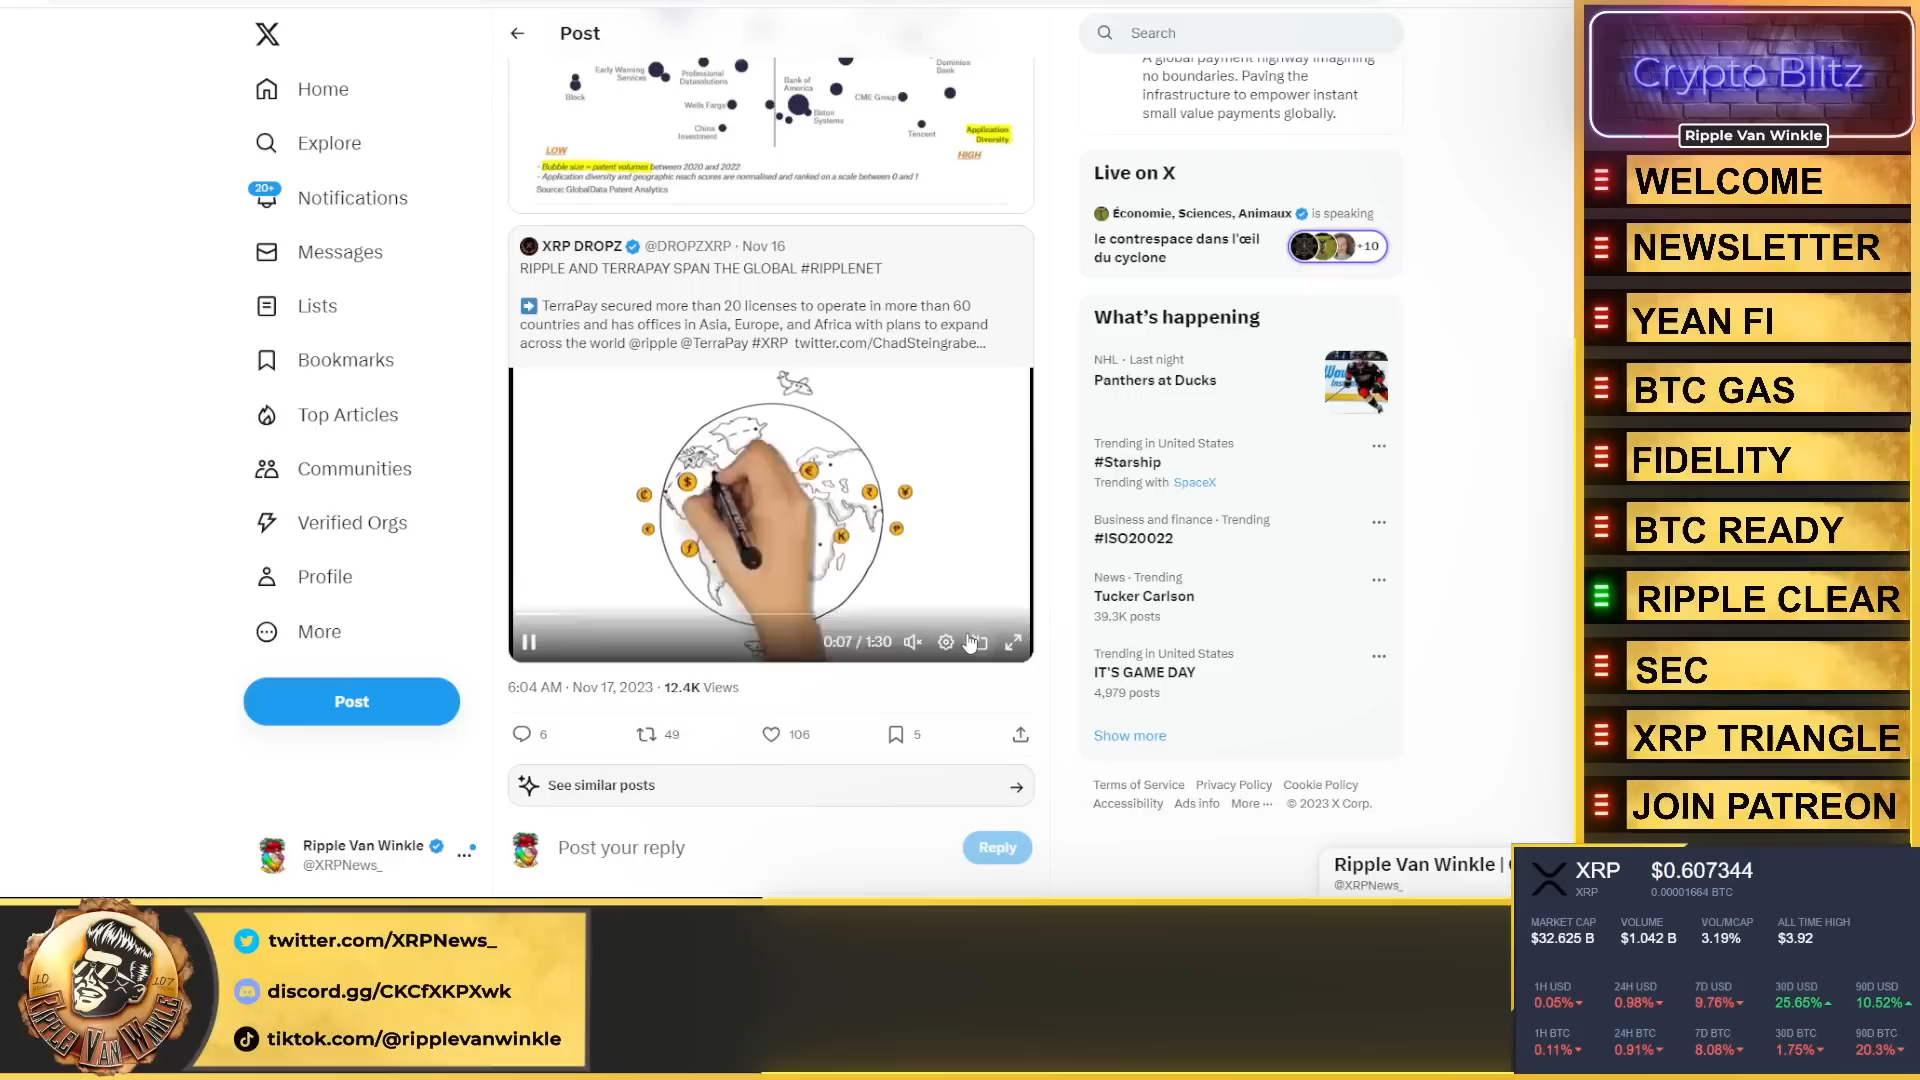 Home
Explore
20+
Notifications
Messages
Lists
Bookmarks
Top Articles
Communities
Verified Orgs
Profile
More
Post
Ripple Van Winkle
@XRPNews_
Post
Early Warning
Services
Professional
Datasolutions
Block
Wells Fargo
China
Investment
Bank of
America
Baton
Systems
CME Group
Dominion
Bank
Tencent
Application
Diversity
LOW
HIGH
- Bubble size = patent volumes between 2020 and 2022
- Application diversity and geographic reach scores are normalised and ranked on a scale between 0 and 1
Source: GlobalData Patent Analytics
XRP DROPZ @DROPZXRP · Nov 16
RIPPLE AND TERRAPAY SPAN THE GLOBAL #RIPPLENET
TerraPay secured more than 20 licenses to operate in more than 60
countries and has offices in Asia, Europe, and Africa with plans to expand
across the world @ripple @TerraPay #XRP twitter.com/ChadSteingrabe...
0:07 / 1:30
6:04 AM · Nov 17, 2023 · 12.4K Views
6
49
106
5
See similar posts
Post your reply
Reply
Search
A global payment highway imagining
no boundaries. Paving the
infrastructure to empower instant
small value payments globally.
Live on X
Économie, Sciences, Animaux is speaking
le contrespace dans l'œil
du cyclone
+10
What's happening
NHL · Last night
Panthers at Ducks
Trending in United States
#Starship
Trending with SpaceX
Business and finance · Trending
#ISO20022
News · Trending
Tucker Carlson
39.3K posts
Trending in United States
IT'S GAME DAY
4,979 posts
Show more
Terms of Service Privacy Policy Cookie Policy
Accessibility Ads info More ··· © 2023 X Corp.
Ripple Van Winkle |
@XRPNews_
Crypto Blitz
Ripple Van Winkle
WELCOME
NEWSLETTER
YEAN FI
BTC GAS
FIDELITY
BTC READY
RIPPLE CLEAR
SEC
XRP TRIANGLE
JOIN PATREON
XRP $0.607344
XRP 0.00001664 BTC
MARKET CAP VOLUME VOL/MCAP ALL TIME HIGH
$32.625 B $1.042 B 3.19% $3.92
1H USD 24H USD 7D USD 30D USD 90D USD
0.05% 0.98% 9.76% 25.65% 10.52%
1H BTC 24H BTC 7D BTC 30D BTC 90D BTC
0.11% 0.91% 8.08% 1.75% 20.3%
RIPPLE VAN WINKLE
twitter.com/XRPNews_
discord.gg/CKCfXKPXwk
tiktok.com/@ripplevanwinkle